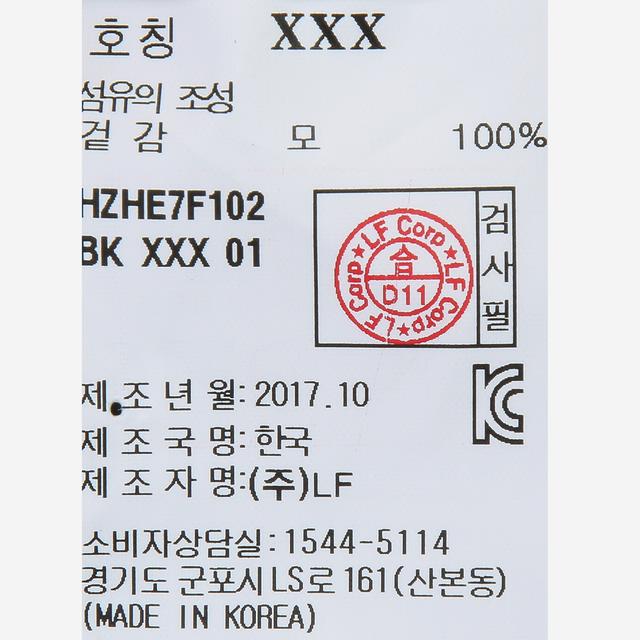 호칭 XXX
섬유의 조성
겉 감 모 100%
HZHE7F102
BK XXX 01
LF Corp ★ LF Corp ★ LF Corp ★
合
D11
검
사
필
제 조 년 월: 2017.10
제 조 국 명: 한국
제 조 자 명:(주)LF
소비자상담실:1544-5114
경기도 군포시 LS로 161(산본동)
(MADE IN KOREA)